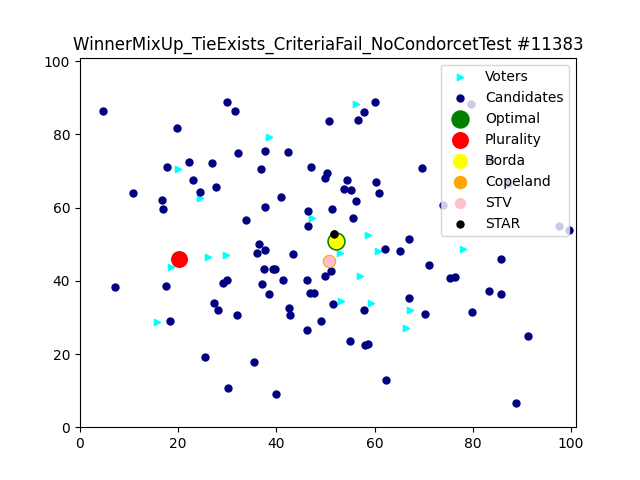 WinnerMixUp_TieExists_CriteriaFail_NoCondorcetTest #11383
100
80
60
40
20
0
0 20 40 60 80 100
Voters
Candidates
Optimal
Plurality
Borda
Copeland
STV
STAR